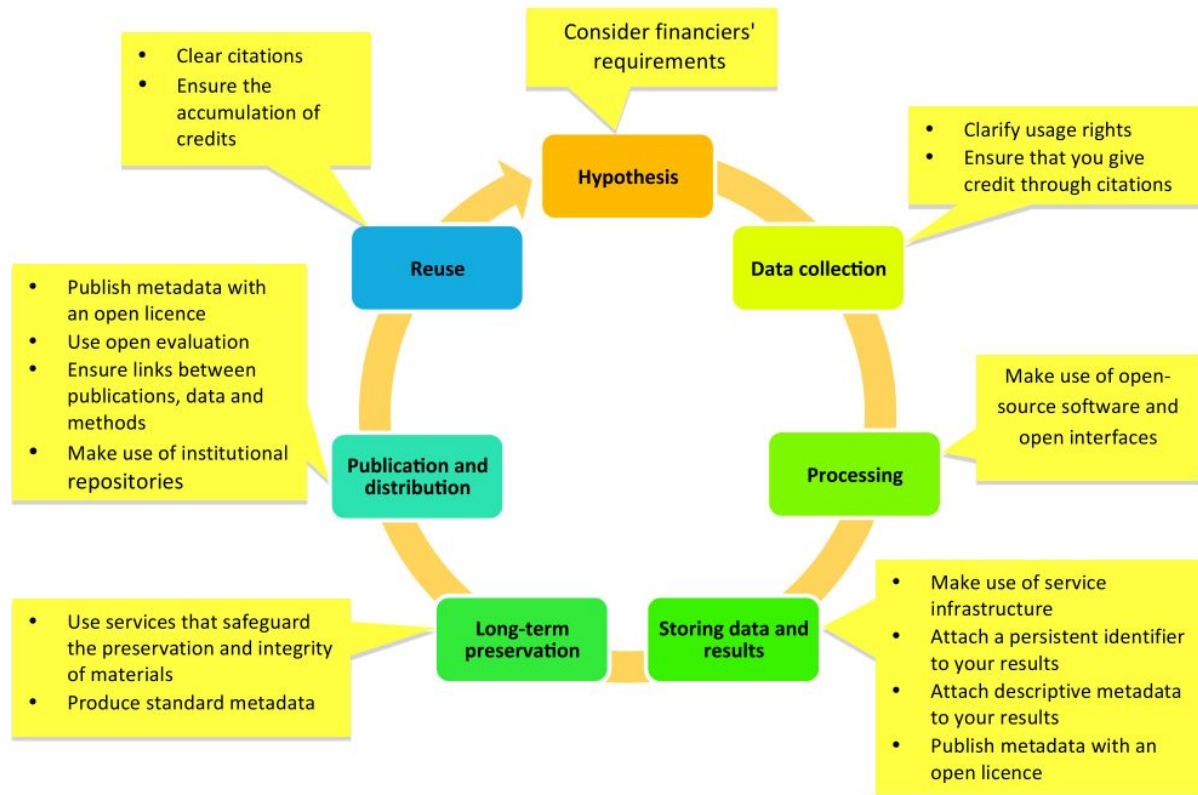 Consider financiers'
requirements
Hypothesis
• Clarify usage rights
• Ensure that you give
credit through citations
Data collection
Make use of open-
source software and
open interfaces
Processing
• Make use of service
infrastructure
• Attach a persistent identifier
to your results
• Attach descriptive metadata
to your results
• Publish metadata with an
open licence
Storing data and
results
• Use services that safeguard
the preservation and integrity
of materials
• Produce standard metadata
Long-term
preservation
• Publish metadata with
an open licence
• Use open evaluation
• Ensure links between
publications, data and
methods
• Make use of institutional
repositories
Publication and
distribution
• Clear citations
• Ensure the
accumulation of
credits
Reuse